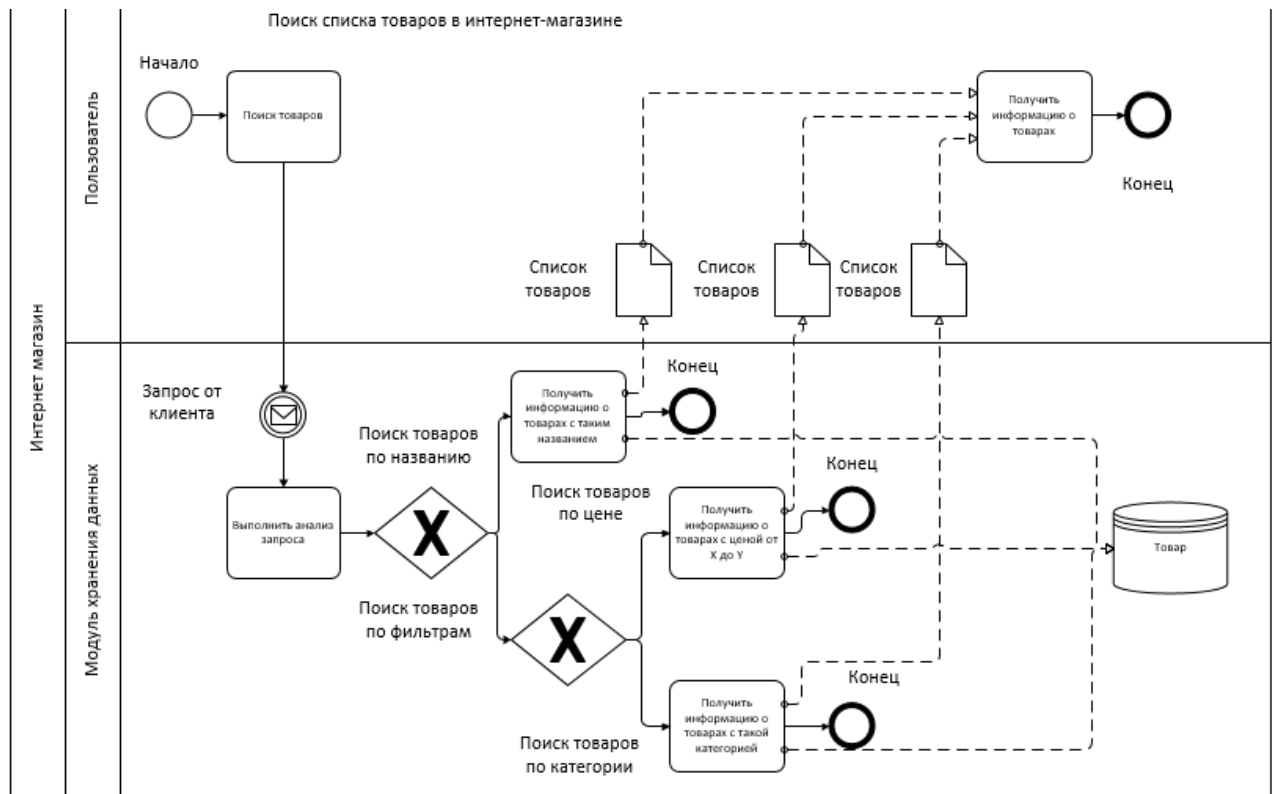 Поиск списка товаров в интернет-магазине
Интернет магазин
Пользователь
Начало
Поиск товаров
Получить
информацию о
товарах
Конец
Список
товаров
Список
товаров
Список
товаров
Модуль хранения данных
Запрос от
клиента
Выполнить анализ
запроса
Поиск товаров
по названию
Получить
информацию о
товарах с таким
названием
Конец
Поиск товаров
по фильтрам
Поиск товаров
по цене
Получить
информацию о
товарах с ценой от
X до Y
Конец
Товар
Поиск товаров
по категории
Получить
информацию о
товарах с такой
категорией
Конец